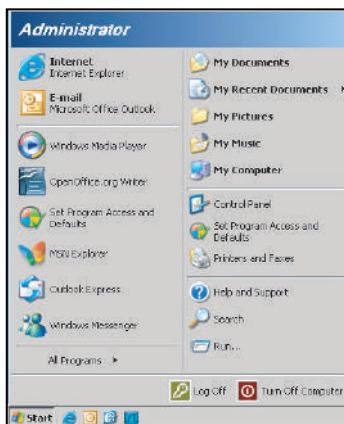 Administrator
Internet
Internet Explorer
E-mail
Microsoft Office Outlook
Windows Media Player
OpenOffice.org Writer
Set Program Access and
Defaults
MSN Explorer
Outlook Express
Windows Messenger
All Programs
My Documents
My Recent Documents
My Pictures
My Music
My Computer
Control Panel
Set Program Access and
Defaults
Printers and Faxes
Help and Support
Search
Run...
Log Off
Turn Off Computer
Start